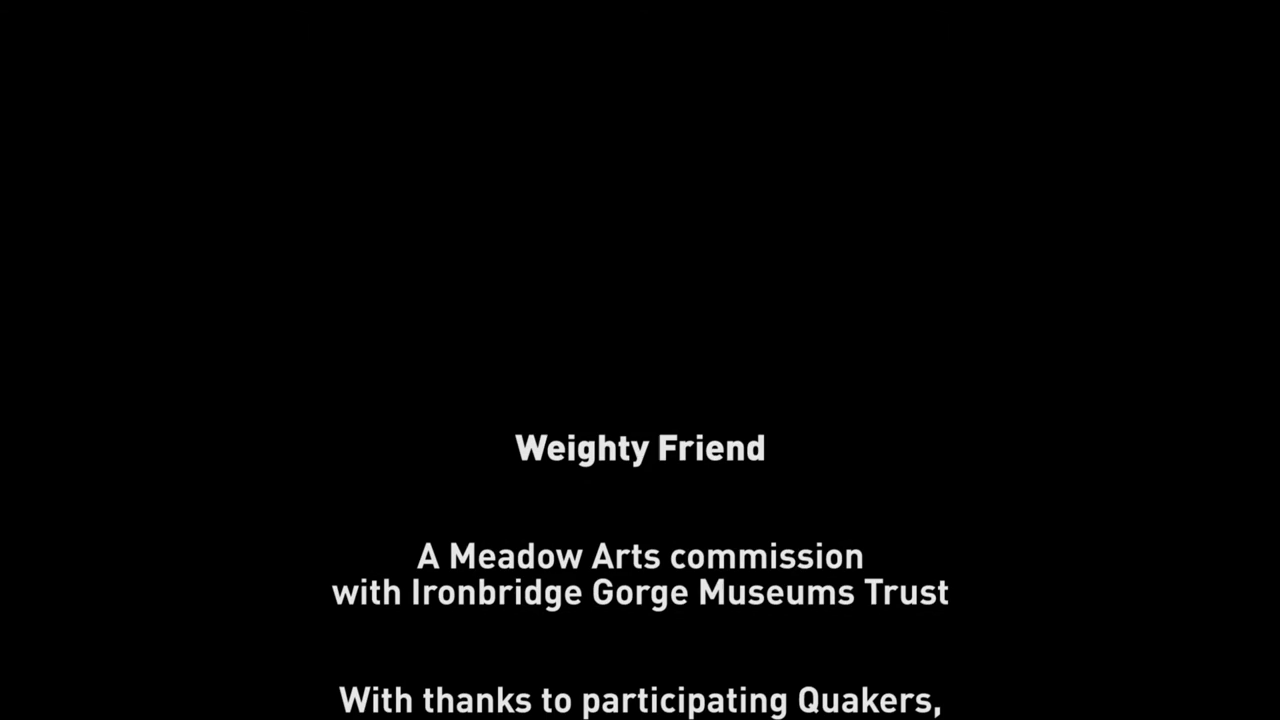 Weighty Friend
A Meadow Arts commission
with Ironbridge Gorge Museums Trust
With thanks to participating Quakers,